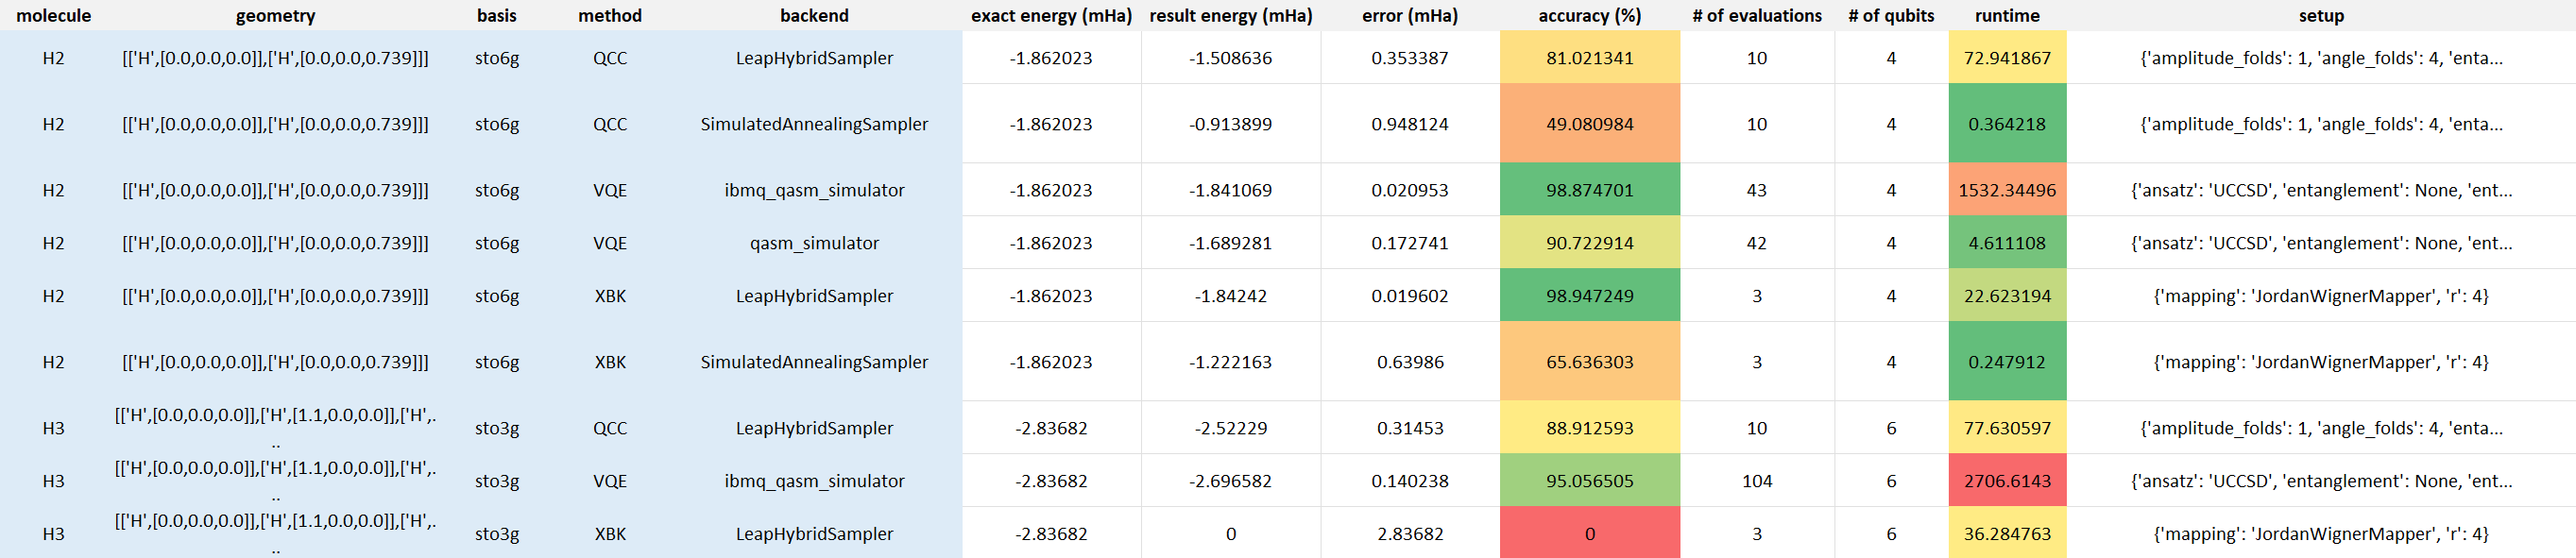 molecule geometry basis method backend exact energy (mHa) result energy (mHa) error (mHa) accuracy (%) # of evaluations # of qubits runtime setup
H2 [[['H',[0.0,0.0,0.0]],['H',[0.0,0.0,0.739]]] sto6g QCC LeapHybridSampler -1.862023 -1.508636 0.353387 81.021341 10 4 72.941867 {'amplitude_folds': 1, 'angle_folds': 4, 'enta...
H2 [[['H',[0.0,0.0,0.0]],['H',[0.0,0.0,0.739]]] sto6g QCC SimulatedAnnealingSampler -1.862023 -0.913899 0.948124 49.080984 10 4 0.364218 {'amplitude_folds': 1, 'angle_folds': 4, 'enta...
H2 [[['H',[0.0,0.0,0.0]],['H',[0.0,0.0,0.739]]] sto6g VQE ibmq_qasm_simulator -1.862023 -1.841069 0.020953 98.874701 43 4 1532.34496 {'ansatz': 'UCCSD', 'entanglement': None, 'ent...
H2 [[['H',[0.0,0.0,0.0]],['H',[0.0,0.0,0.739]]] sto6g VQE qasm_simulator -1.862023 -1.689281 0.172741 90.722914 42 4 4.611108 {'ansatz': 'UCCSD', 'entanglement': None, 'ent...
H2 [[['H',[0.0,0.0,0.0]],['H',[0.0,0.0,0.739]]] sto6g XBK LeapHybridSampler -1.862023 -1.84242 0.019602 98.947249 3 4 22.623194 {'mapping': 'JordanWignerMapper', 'r': 4}
H2 [[['H',[0.0,0.0,0.0]],['H',[0.0,0.0,0.739]]] sto6g XBK SimulatedAnnealingSampler -1.862023 -1.222163 0.63986 65.636303 3 4 0.247912 {'mapping': 'JordanWignerMapper', 'r': 4}
[[['H',[0.0,0.0,0.0]],['H',[1.1,0.0,0.0]],['H',.
H3 .. sto3g QCC LeapHybridSampler -2.83682 -2.52229 0.31453 88.912593 10 6 77.630597 {'amplitude_folds': 1, 'angle_folds': 4, 'enta...
[[['H',[0.0,0.0,0.0]],['H',[1.1,0.0,0.0]],['H',.
H3 .. sto3g VQE ibmq_qasm_simulator -2.83682 -2.696582 0.140238 95.056505 104 6 2706.6143 {'ansatz': 'UCCSD', 'entanglement': None, 'ent...
[[['H',[0.0,0.0,0.0]],['H',[1.1,0.0,0.0]],['H',.
H3 .. sto3g XBK LeapHybridSampler -2.83682 0 2.83682 0 3 6 36.284763 {'mapping': 'JordanWignerMapper', 'r': 4}